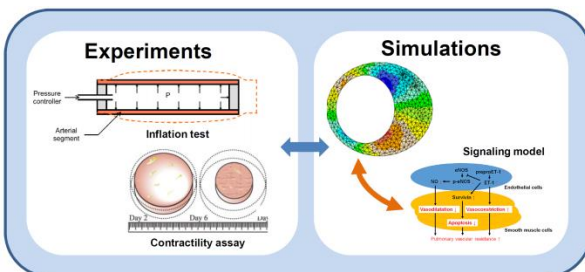 Experiments
Pressure
controller
P
Arterial
segment
Inflation test
Day 2
Day 6
Contractility assay
Simulations
Signaling model
eNOS
preproET-1
NO
p-eNOS
ET-1
Endothelial cells
Survivin
Vasodilatation
Vasoconstriction
Apoptosis
Smooth muscle cells
Pulmonary vascular resistance ↑